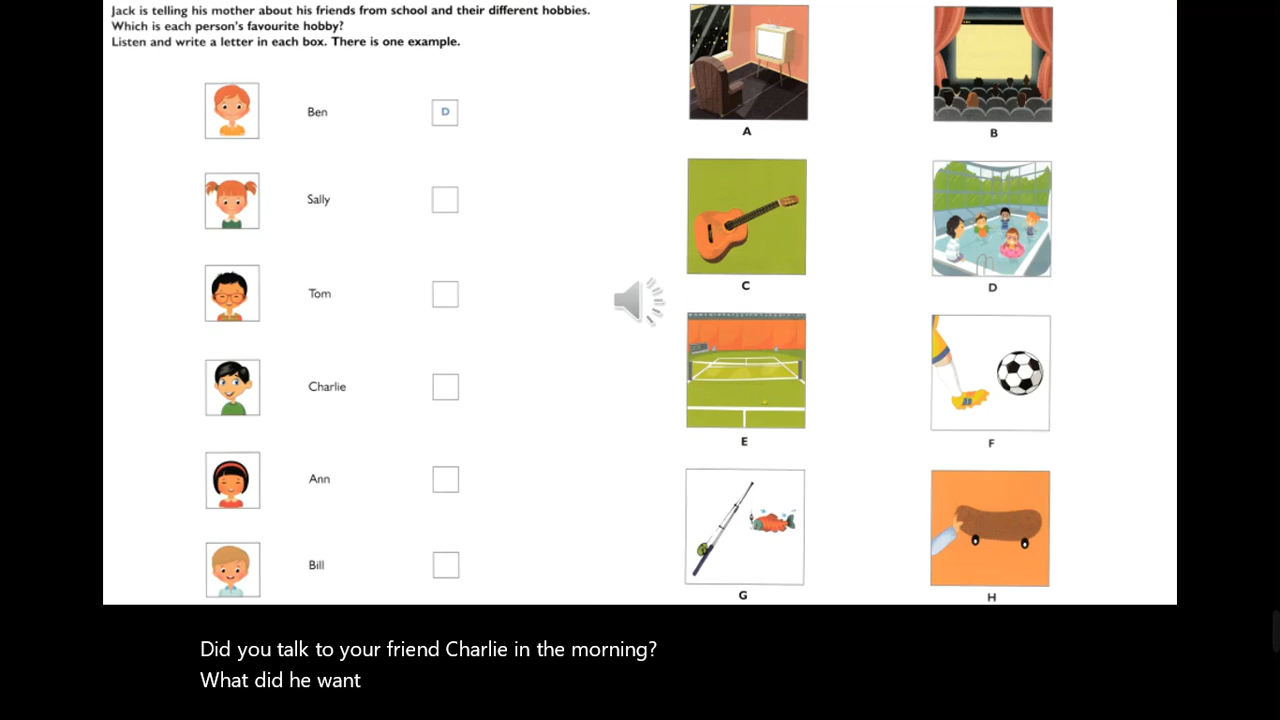 Jack is telling his mother about his friends from school and their different hobbies.
Which is each person's favourite hobby?
Listen and write a letter in each box. There is one example.
Ben D
Sally
Tom
Charlie
Ann
Bill
A B
C D
E F
G H
Did you talk to your friend Charlie in the morning?
What did he want